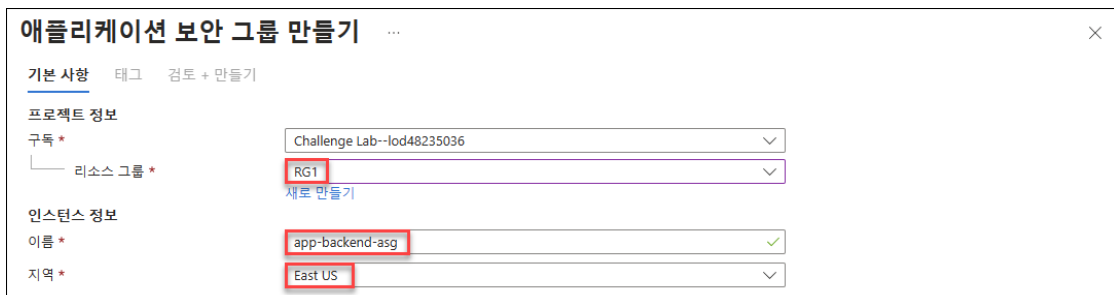 애플리케이션 보안 그룹 만들기 ...
기본 사항 태그 검토 + 만들기
프로젝트 정보
구독 * Challenge Lab--lod48235036
리소스 그룹 * RG1
새로 만들기
인스턴스 정보
이름 * app-backend-asg
지역 * East US